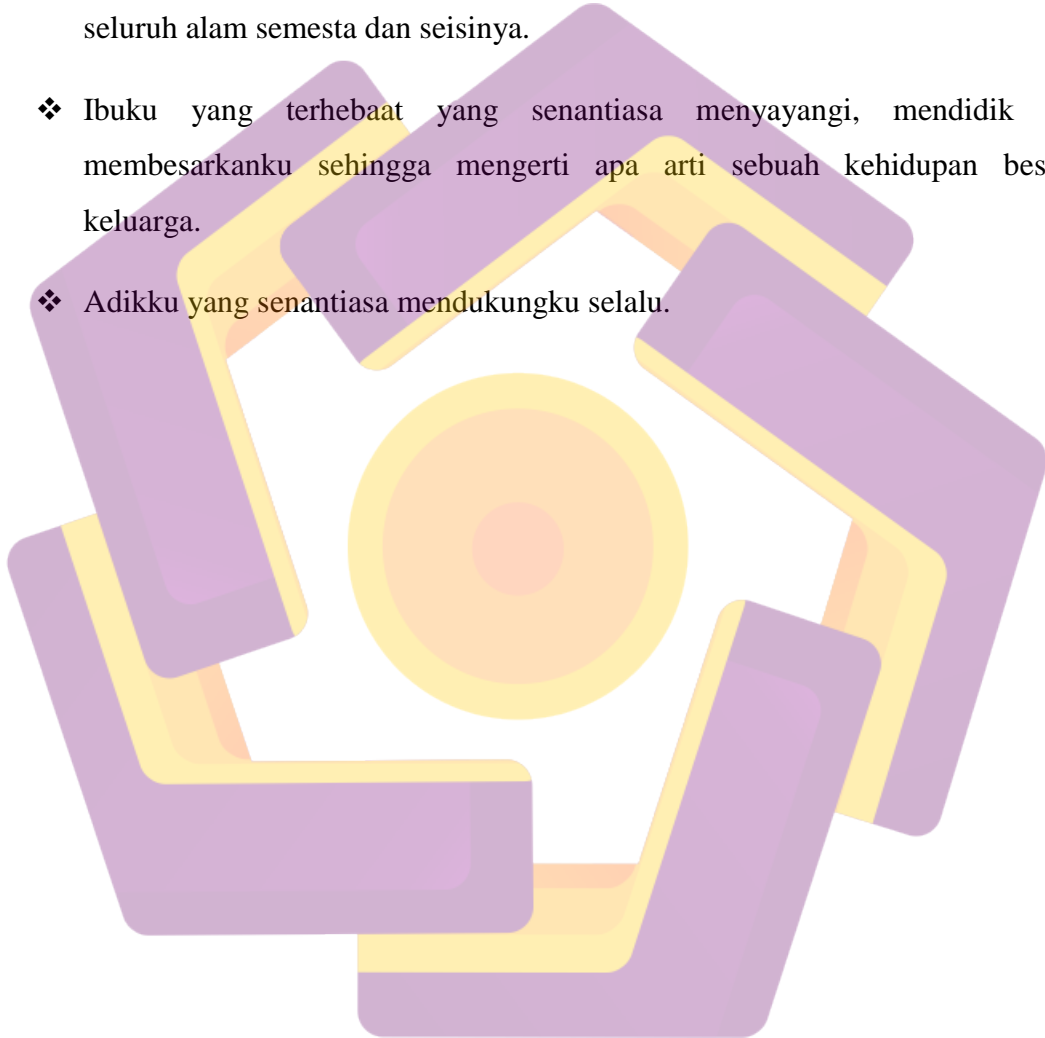 seluruh alam semesta dan seisinya.
❖ Ibuku yang terhebaat yang senantiasa menyayangi, mendidik
membesarkanku sehingga mengerti apa arti sebuah kehidupan bes
keluarga.
❖ Adikku yang senantiasa mendukungku selalu.